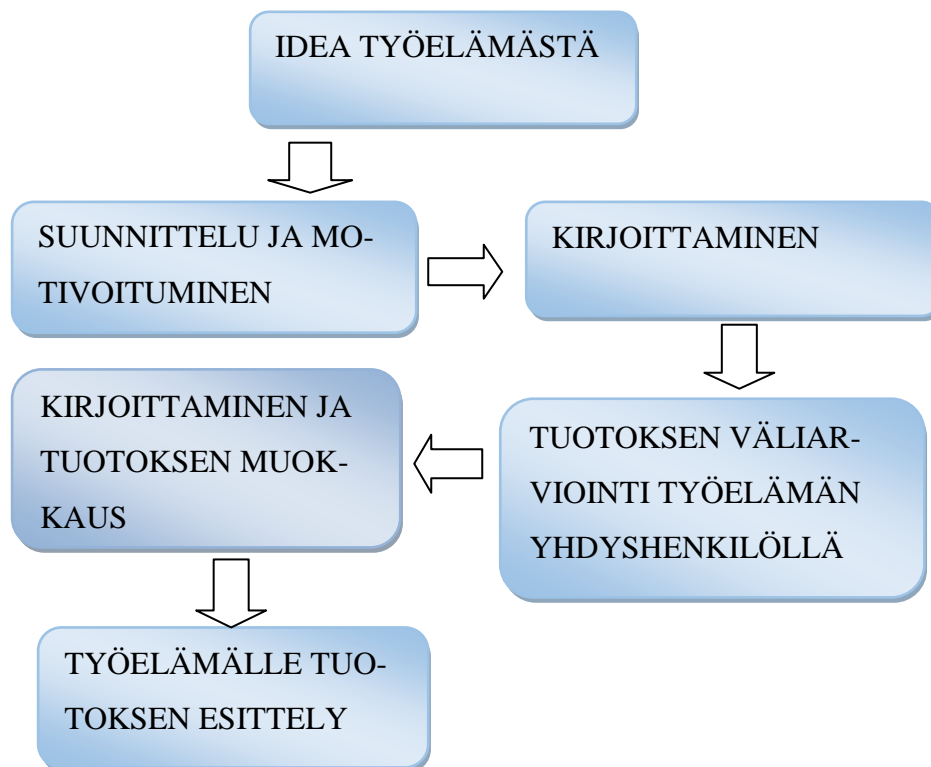 IDEA TYÖELÄMÄSTÄ
SUUNNITTELU JA MO-
TIVOITUMINEN
KIRJOITTAMINEN
TUOTOKSEN VÄLIAR-
VIOINTI TYÖELÄMÄN
YHDYSHENKILÖLLÄ
KIRJOITTAMINEN JA
TUOTOKSEN MUOK-
KAUS
TYÖELÄMÄLLE TUO-
TOKSEN ESITTELY